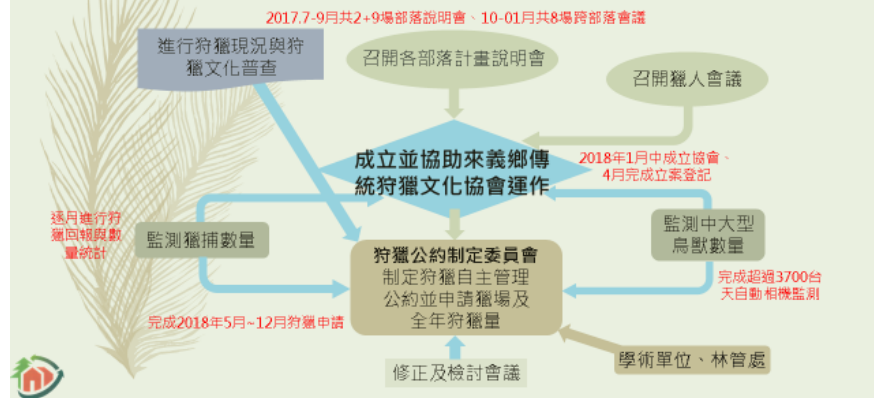 2017.7-9月共2+9場部落說明會、10-01月共8場跨部落會議
進行狩獵現況與狩
獵文化普查
召開各部落計畫說明會
召開獵人會議
成立並協助來義鄉傳
統狩獵文化協會運作
2018年1月中成立協會、
4月完成立案登記
逐月進行狩
獵回報與數
量統計
監測獵捕數量
監測中大型
鳥獸數量
狩獵公約制定委員會
制定狩獵自主管理
公約並申請獵場及
全年狩獵量
完成超過3700台
天自動相機監測
完成2018年5月~12月狩獵申請
修正及檢討會議
學術單位、林管處